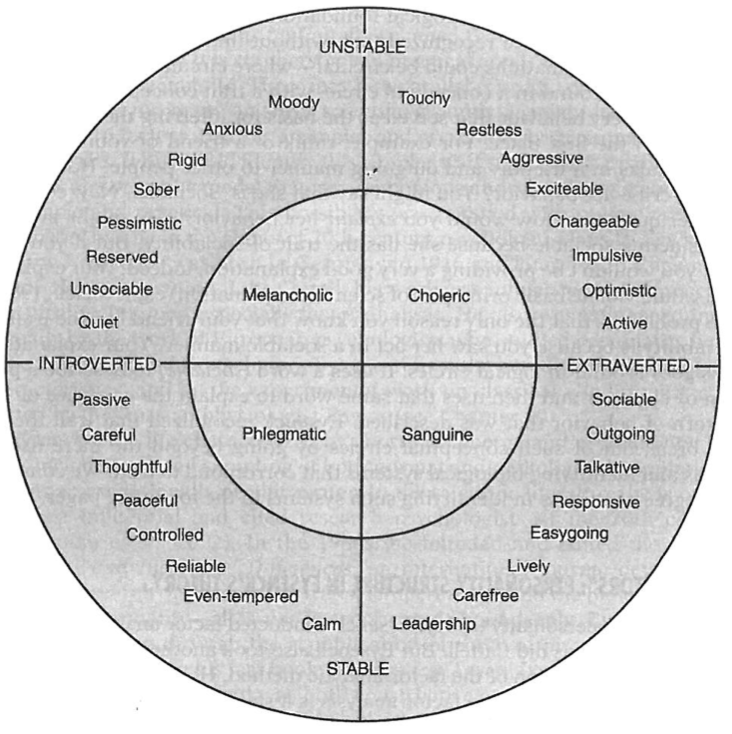 UNSTABLE
Moody Touchy
Anxious Restless
Rigid Aggressive
Sober Exciteable
Pessimistic Changeable
Reserved Impulsive
Unsociable Melancholic Choleric Optimistic
Quiet Active
INTROVERTED EXTRAVERTED
Passive Sociable
Careful Phlegmatic Sanguine Outgoing
Thoughtful Talkative
Peaceful Responsive
Controlled Easygoing
Reliable Lively
Even-tempered Carefree
Calm Leadership
STABLE